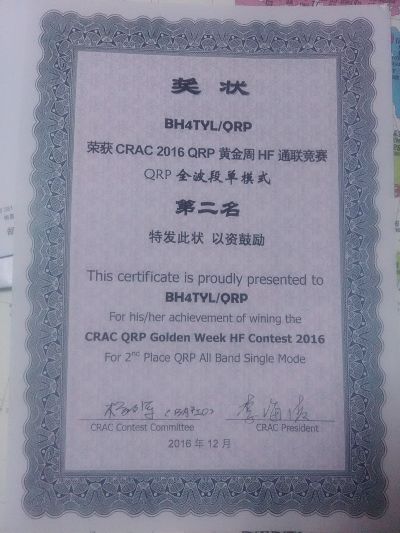 奖状
BH4TYL/QRP
荣获 CRAC 2016 QRP 黄金周 HF 通联竞赛
QRP 全波段单模式
第二名
特发此状 以资鼓励
This certificate is proudly presented to
BH4TYL/QRP
For his/her achievement of wining the
CRAC QRP Golden Week HF Contest 2016
For 2nd Place QRP All Band Single Mode
CRAC Contest Committee CRAC President
2016 年 12 月